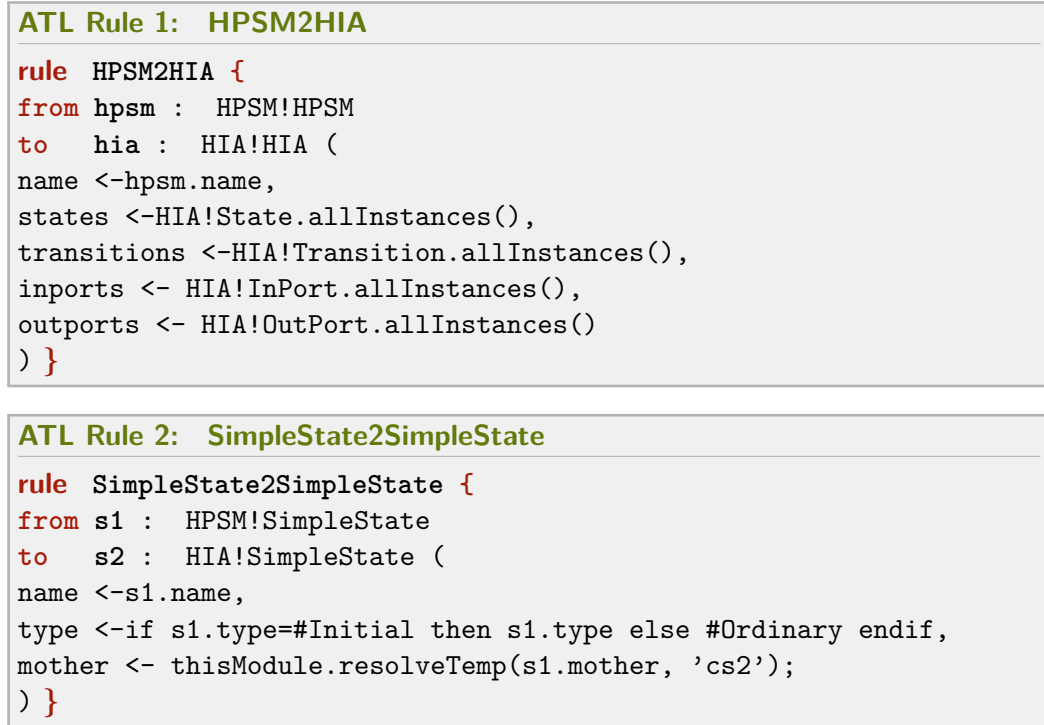 ATL Rule 1: HPSM2HIA
rule HPSM2HIA {
from hpsm : HPSM!HPSM
to hia : HIA!HIA (
name <-hpsm.name,
states <-HIA!State.allInstances(),
transitions <-HIA!Transition.allInstances(),
inports <- HIA!InPort.allInstances(),
outports <- HIA!OutPort.allInstances()
) }
ATL Rule 2: SimpleState2SimpleState
rule SimpleState2SimpleState {
from s1 : HPSM!SimpleState
to s2 : HIA!SimpleState (
name <-s1.name,
type <-if s1.type=#Initial then s1.type else #Ordinary endif,
mother <- thisModule.resolveTemp(s1.mother, 'cs2');
) }